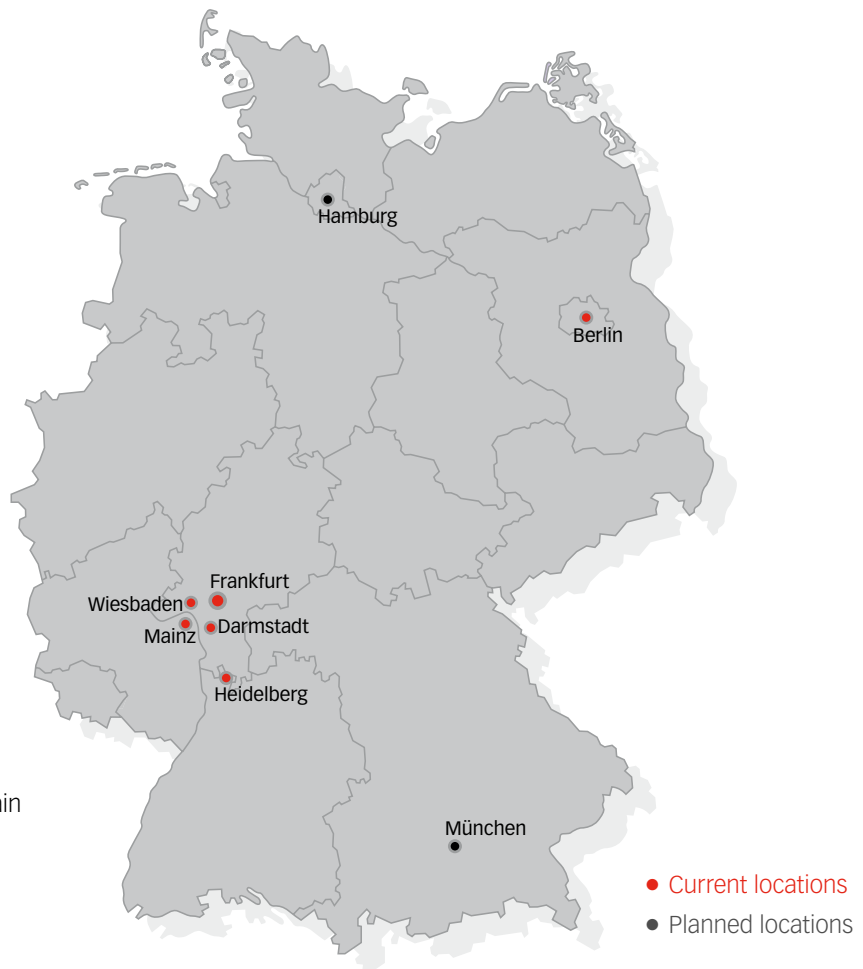 Hamburg
Berlin
Frankfurt
Wiesbaden
Darmstadt
Mainz
Heidelberg
München
Current locations
Planned locations